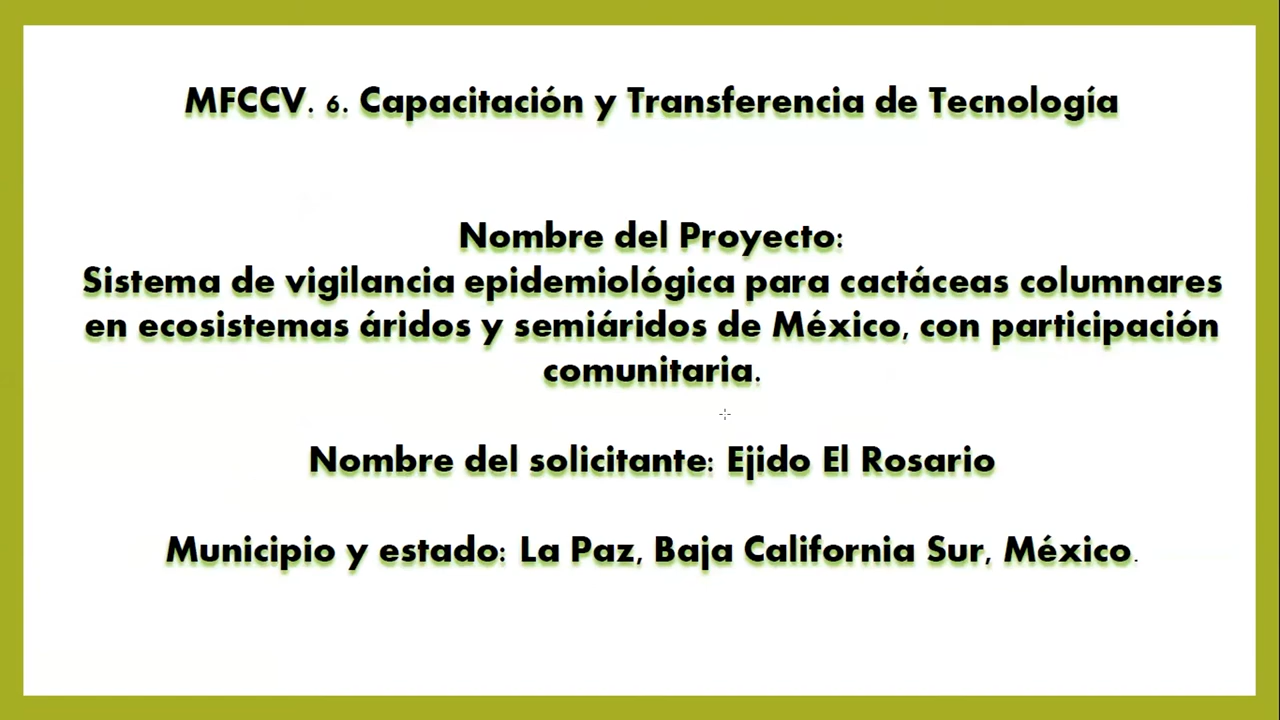 MFCCV. 6. Capacitación y Transferencia de Tecnología
Nombre del Proyecto:
Sistema de vigilancia epidemiológica para cactáceas columnares
en ecosistemas áridos y semiáridos de México, con participación
comunitaria.
Nombre del solicitante: Ejido El Rosario
Municipio y estado: La Paz, Baja California Sur, México.